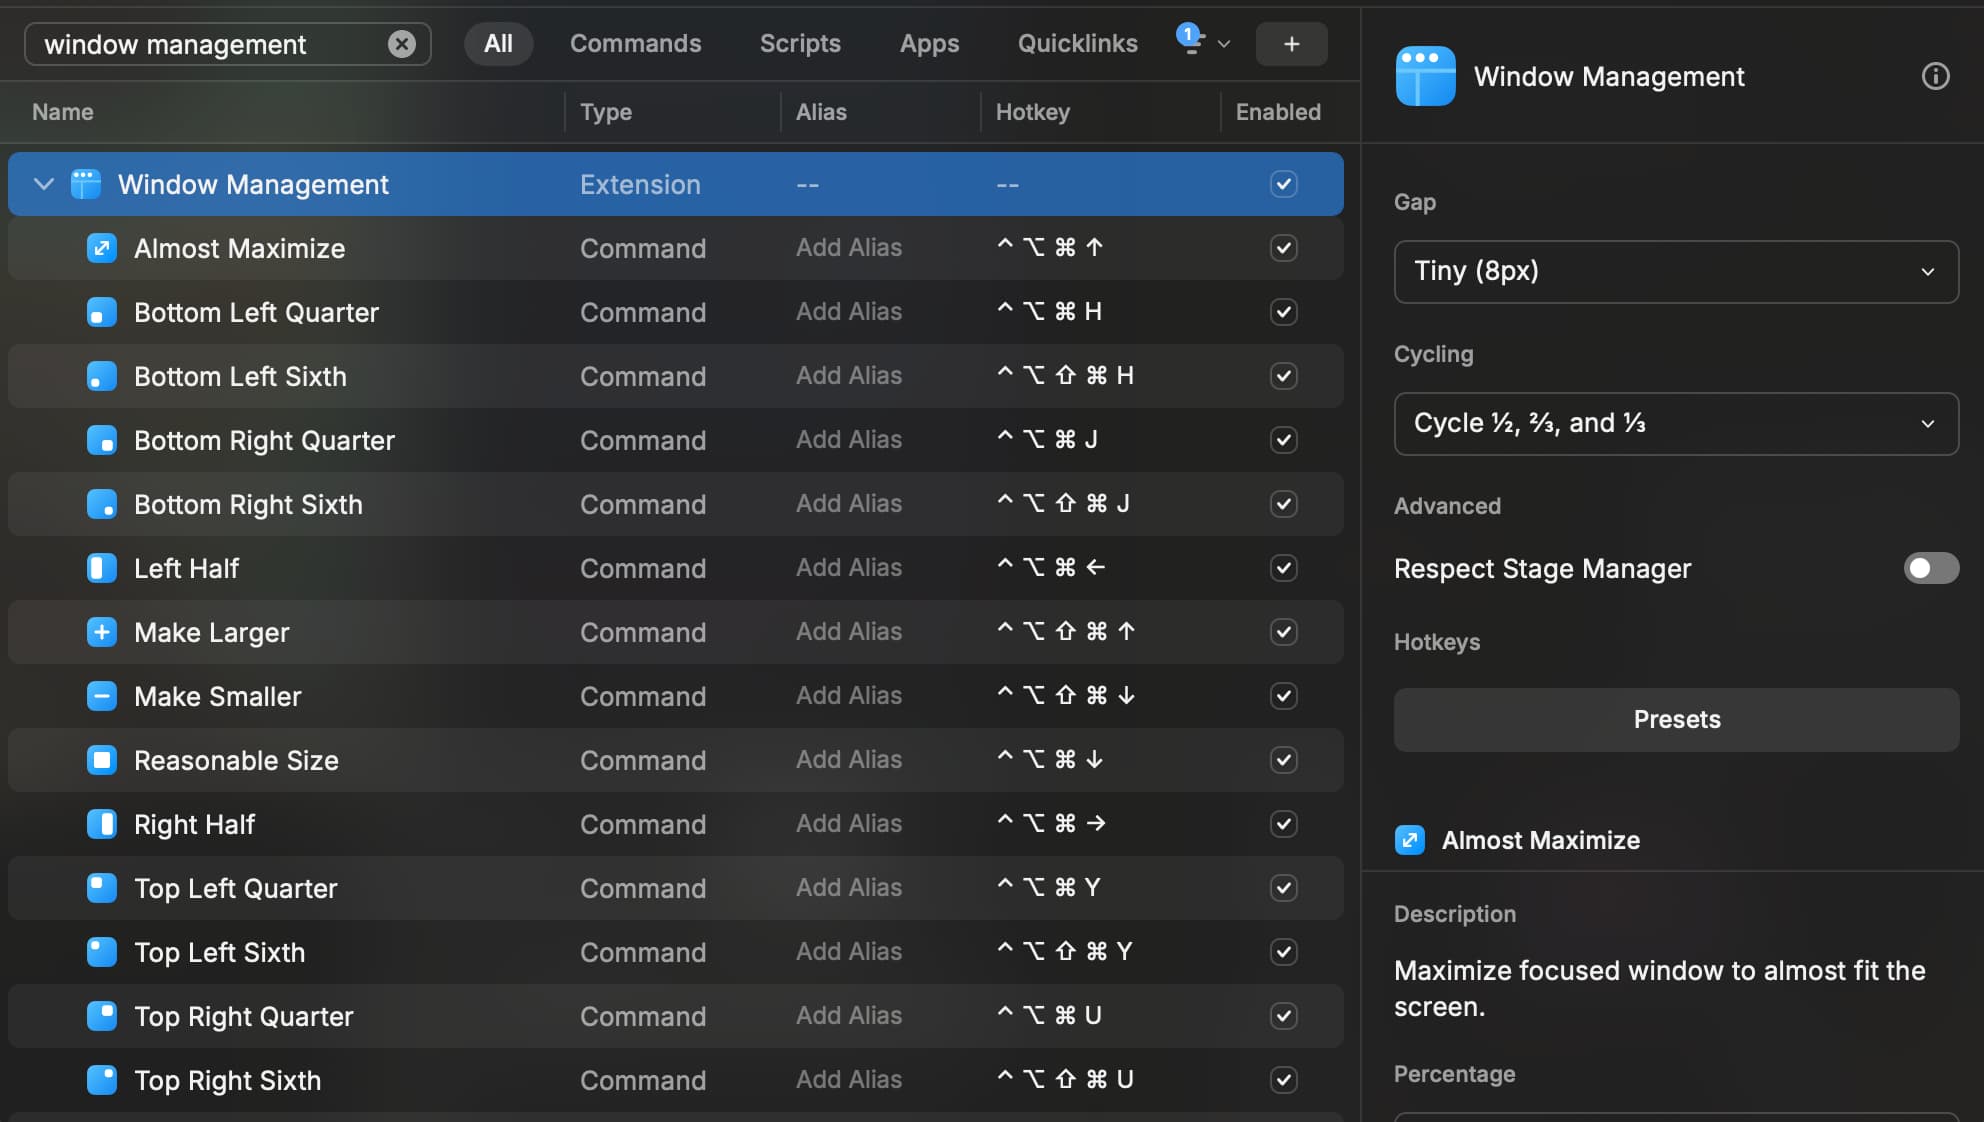 window management
All Commands Scripts Apps Quicklinks 1 +
Name Type Alias Hotkey Enabled
Window Management Extension -- --
Almost Maximize Command Add Alias ^ ⌥ ⌘ ↑
Bottom Left Quarter Command Add Alias ^ ⌥ ⌘ H
Bottom Left Sixth Command Add Alias ^ ⌥ ⇧ ⌘ H
Bottom Right Quarter Command Add Alias ^ ⌥ ⌘ J
Bottom Right Sixth Command Add Alias ^ ⌥ ⇧ ⌘ J
Left Half Command Add Alias ^ ⌥ ⌘ ←
Make Larger Command Add Alias ^ ⌥ ⇧ ⌘ ↑
Make Smaller Command Add Alias ^ ⌥ ⇧ ⌘ ↓
Reasonable Size Command Add Alias ^ ⌥ ⌘ ↓
Right Half Command Add Alias ^ ⌥ ⌘ →
Top Left Quarter Command Add Alias ^ ⌥ ⌘ Y
Top Left Sixth Command Add Alias ^ ⌥ ⇧ ⌘ Y
Top Right Quarter Command Add Alias ^ ⌥ ⌘ U
Top Right Sixth Command Add Alias ^ ⌥ ⇧ ⌘ U
Window Management
Gap
Tiny (8px)
Cycling
Cycle ½, ⅔, and ⅓
Advanced
Respect Stage Manager
Hotkeys
Presets
Almost Maximize
Description
Maximize focused window to almost fit the
screen.
Percentage